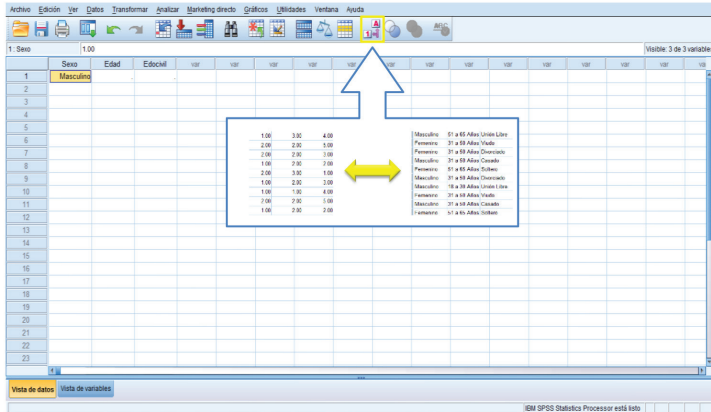 Archivo Edición Ver Datos Transformar Analizar Marketing directo Gráficos Utilidades Ventana Ayuda
1 : Sexo 1.00 Visible: 3 de 3 variable
Sexo Edad Edocivil var var var var var var var var var var var va
1 Masculino . .
2
3
4
5
6
7
8
9
10
11
12
13
14
15
16
17
18
19
20
21
22
23
1.00 3.00 4.00
2.00 2.00 5.00
2.00 2.00 3.00
1.00 2.00 2.00
2.00 3.00 1.00
1.00 2.00 3.00
1.00 1.00 4.00
2.00 2.00 5.00
1.00 2.00 2.00
Masculino 51 a 65 Años Unión Libre
Femenino 31 a 50 Años Viudo
Femenino 31 a 50 Años Divorciado
Masculino 31 a 50 Años Casado
Femenino 51 a 65 Años Soltero
Masculino 31 a 50 Años Divorciado
Masculino 18 a 30 Años Unión Libre
Femenino 31 a 50 Años Viudo
Masculino 31 a 50 Años Casado
Femenino 51 a 65 Años Soltero
Vista de datos Vista de variables
IBM SPSS Statistics Processor está listo